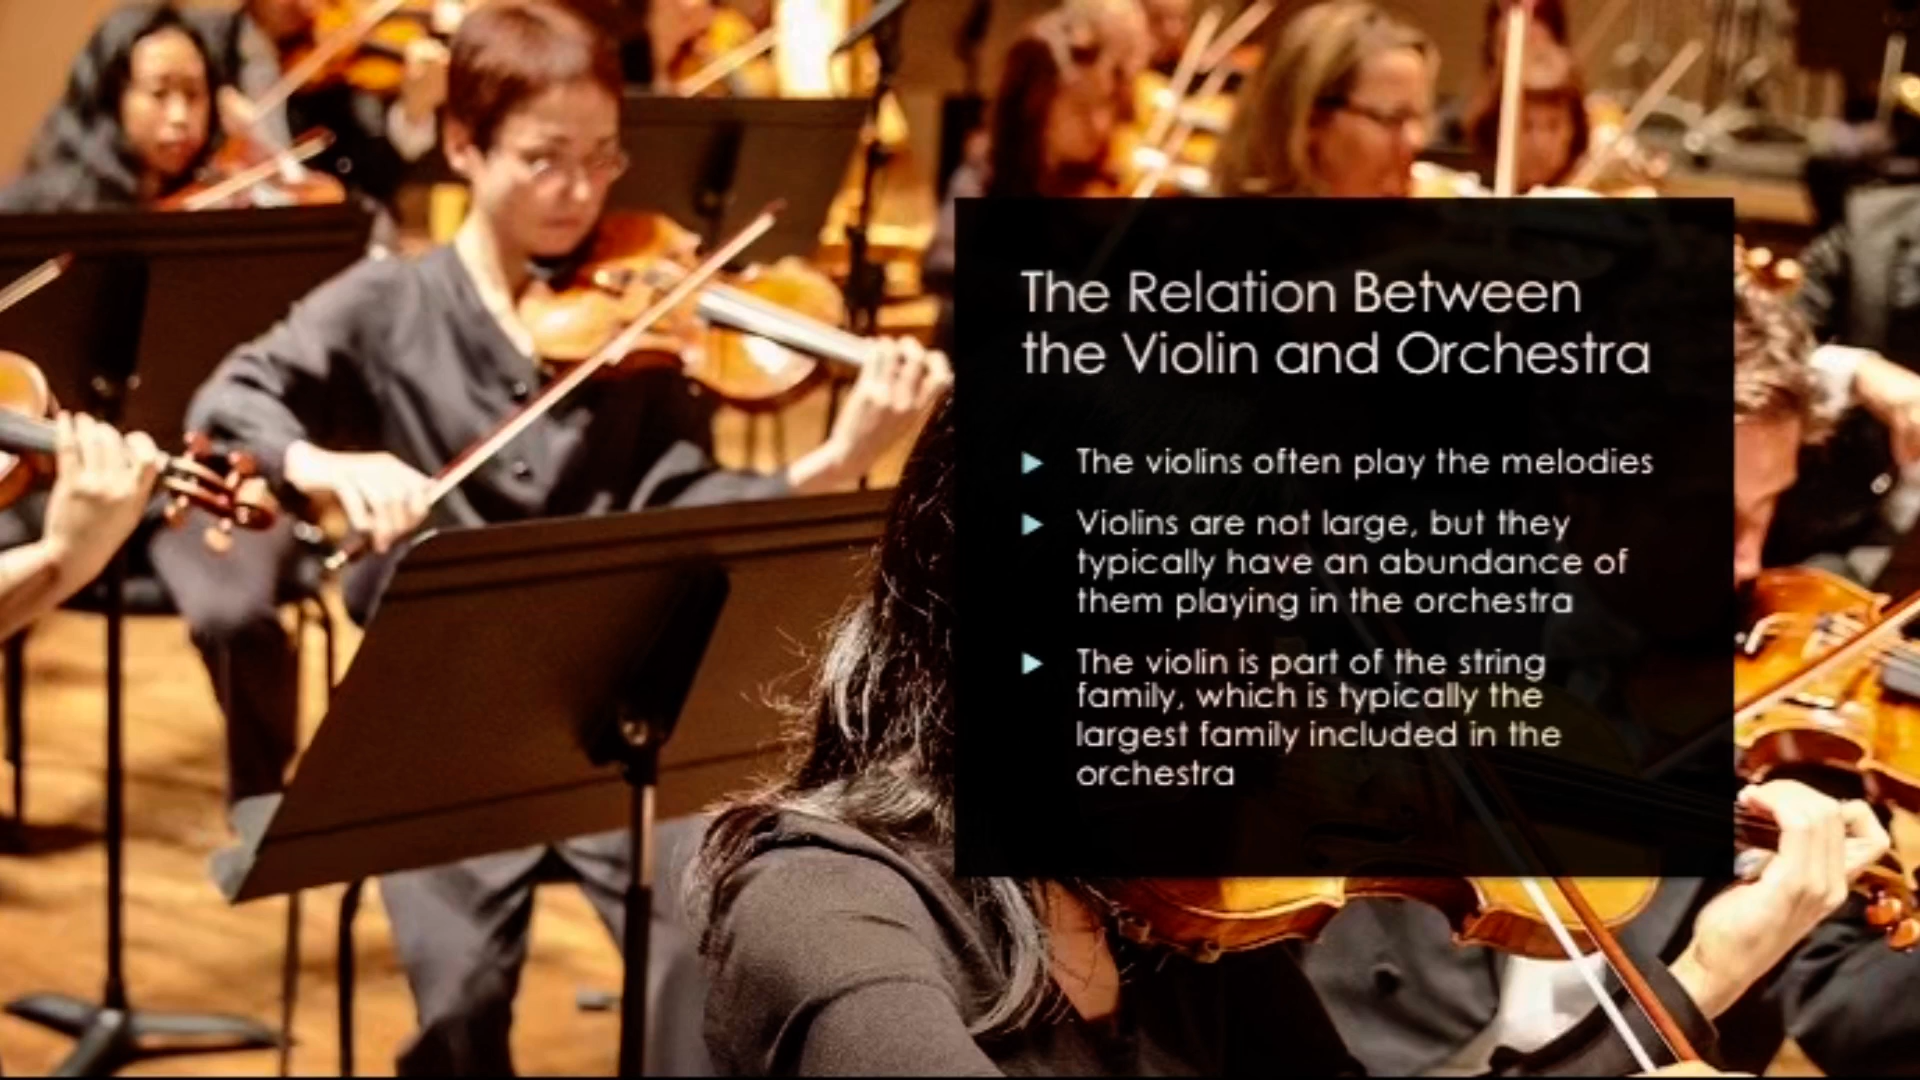 The Relation Between
the Violin and Orchestra
The violins often play the melodies
Violins are not large, but they
typically have an abundance of
them playing in the orchestra
The violin is part of the string
family, which is typically the
largest family included in the
orchestra